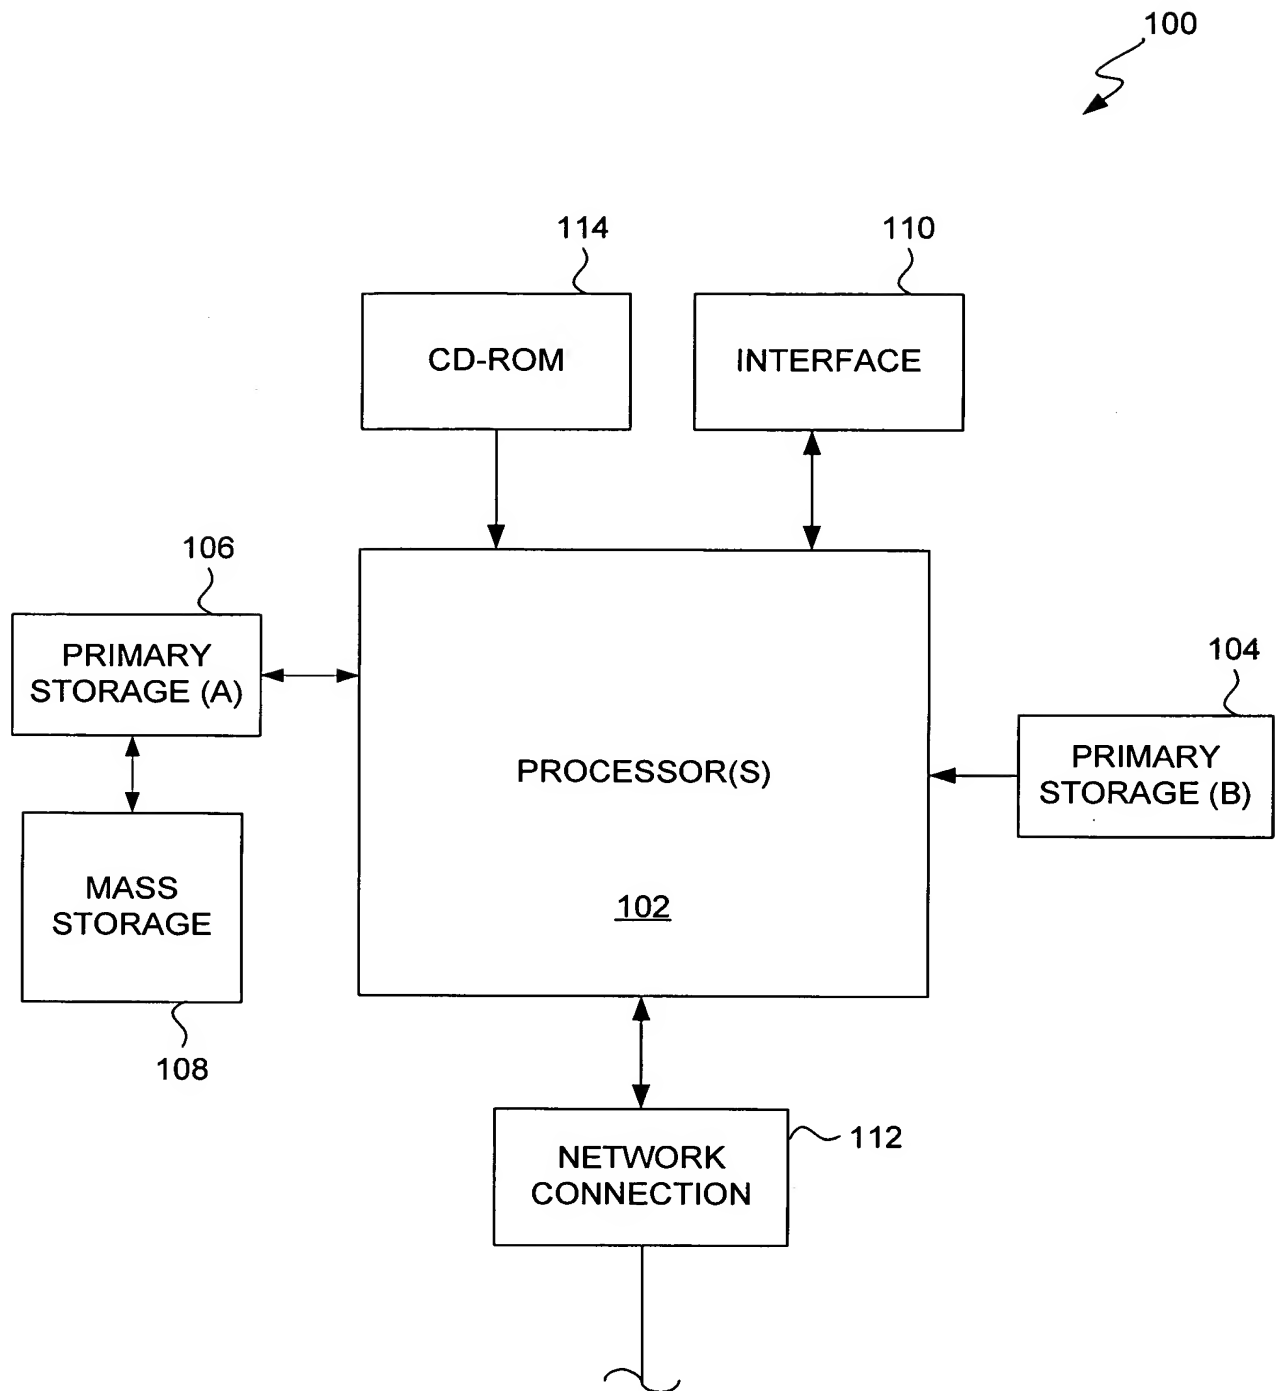 100
114
110
CD-ROM
INTERFACE
106
PRIMARY
STORAGE (A)
104
PRIMARY
STORAGE (B)
PROCESSOR(S)
102
MASS
STORAGE
108
112
NETWORK
CONNECTION